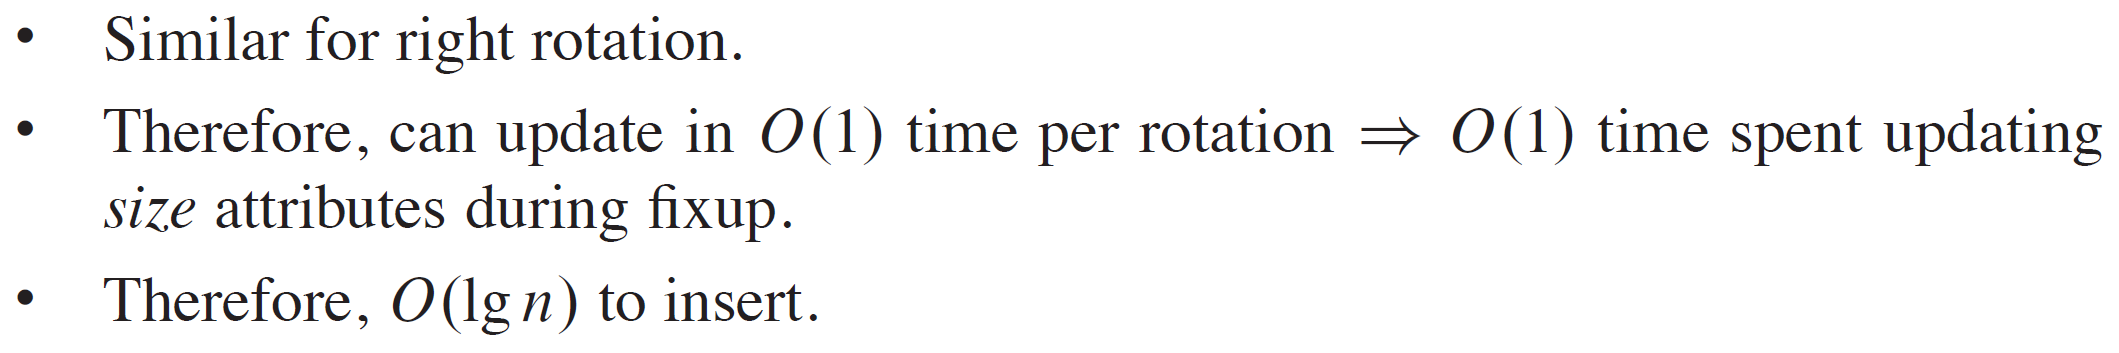 • Similar for right rotation.
• Therefore, can update in O(1) time per rotation ⇒ O(1) time spent updating
size attributes during fixup.
• Therefore, O(lg n) to insert.